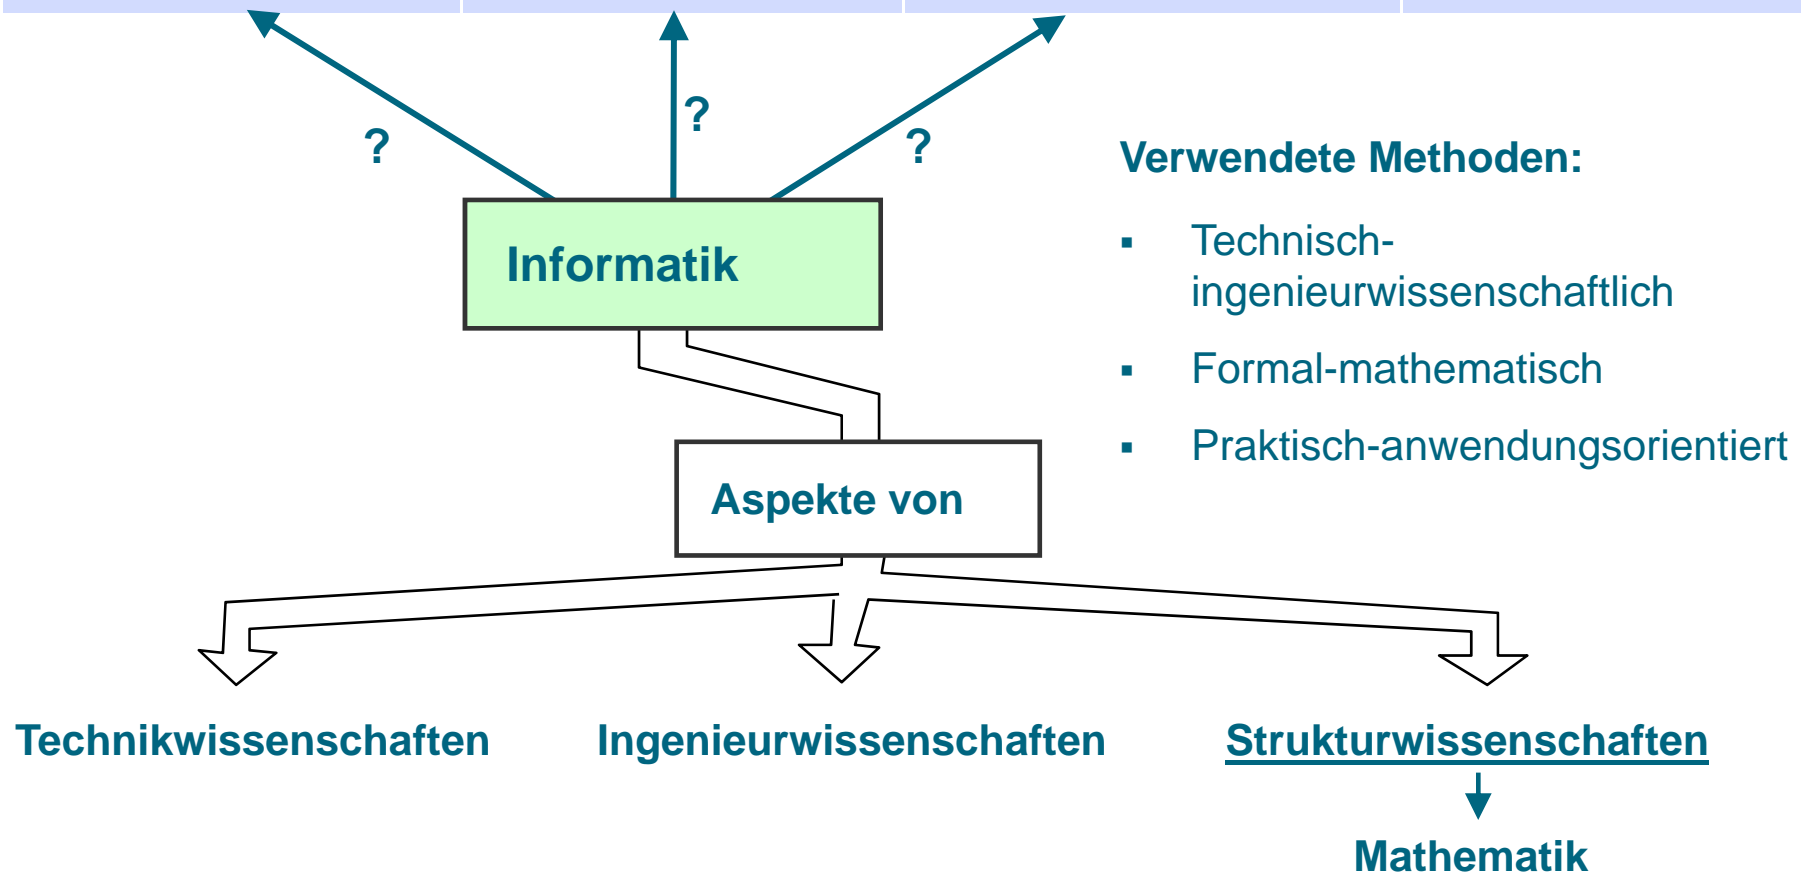 ?
?
?
Informatik
Verwendete Methoden:
▪ Technisch-
ingenieurwissenschaftlich
▪ Formal-mathematisch
▪ Praktisch-anwendungsorientiert
Aspekte von
Technikwissenschaften
Ingenieurwissenschaften
Strukturwissenschaften
Mathematik